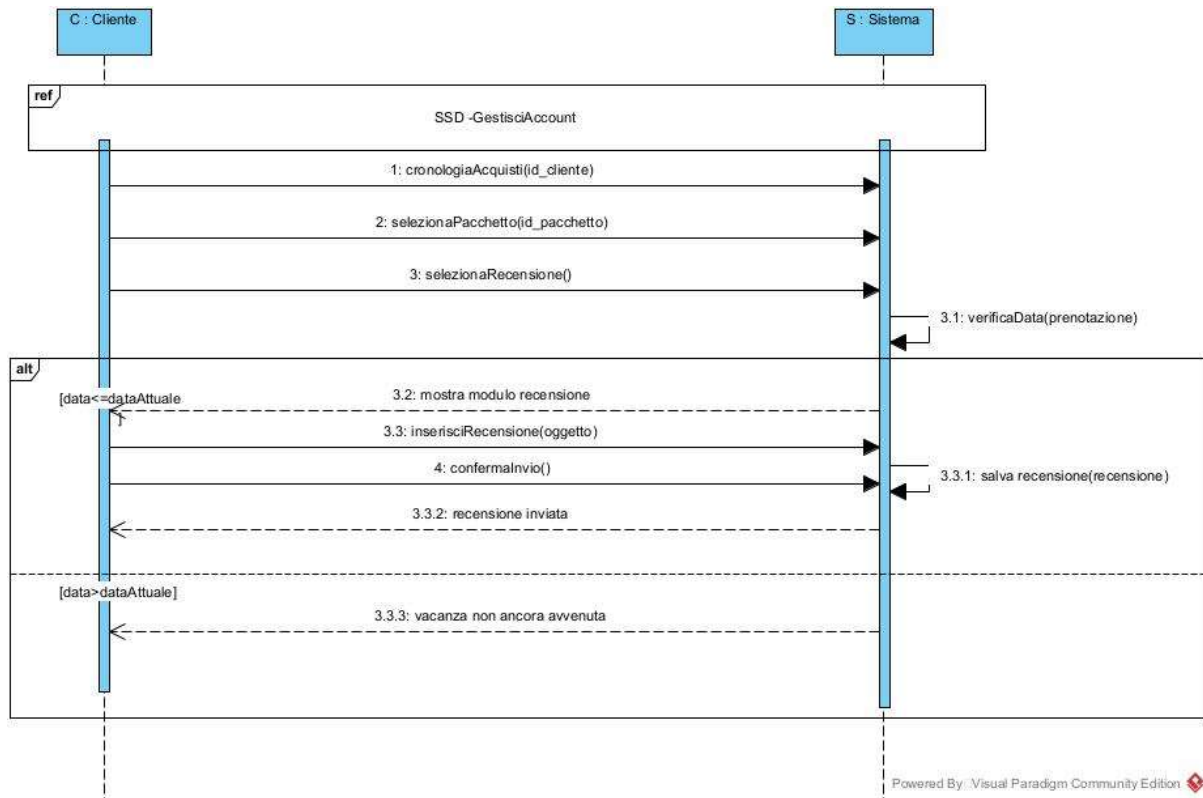 C : Cliente
S : Sistema
ref
SSD -GestisciAccount
1: cronologiaAcquisti(id_cliente)
2: selezionaPacchetto(id_pacchetto)
3: selezionaRecensione()
3.1: verificaData(prenotazione)
alt
[data<=dataAttuale
]
3.2: mostra modulo recensione
3.3: inserisciRecensione(oggetto)
4: confermaInvio()
3.3.1: salva recensione(recensione)
3.3.2: recensione inviata
[data>dataAttuale]
3.3.3: vacanza non ancora avvenuta
Powered By Visual Paradigm Community Edition